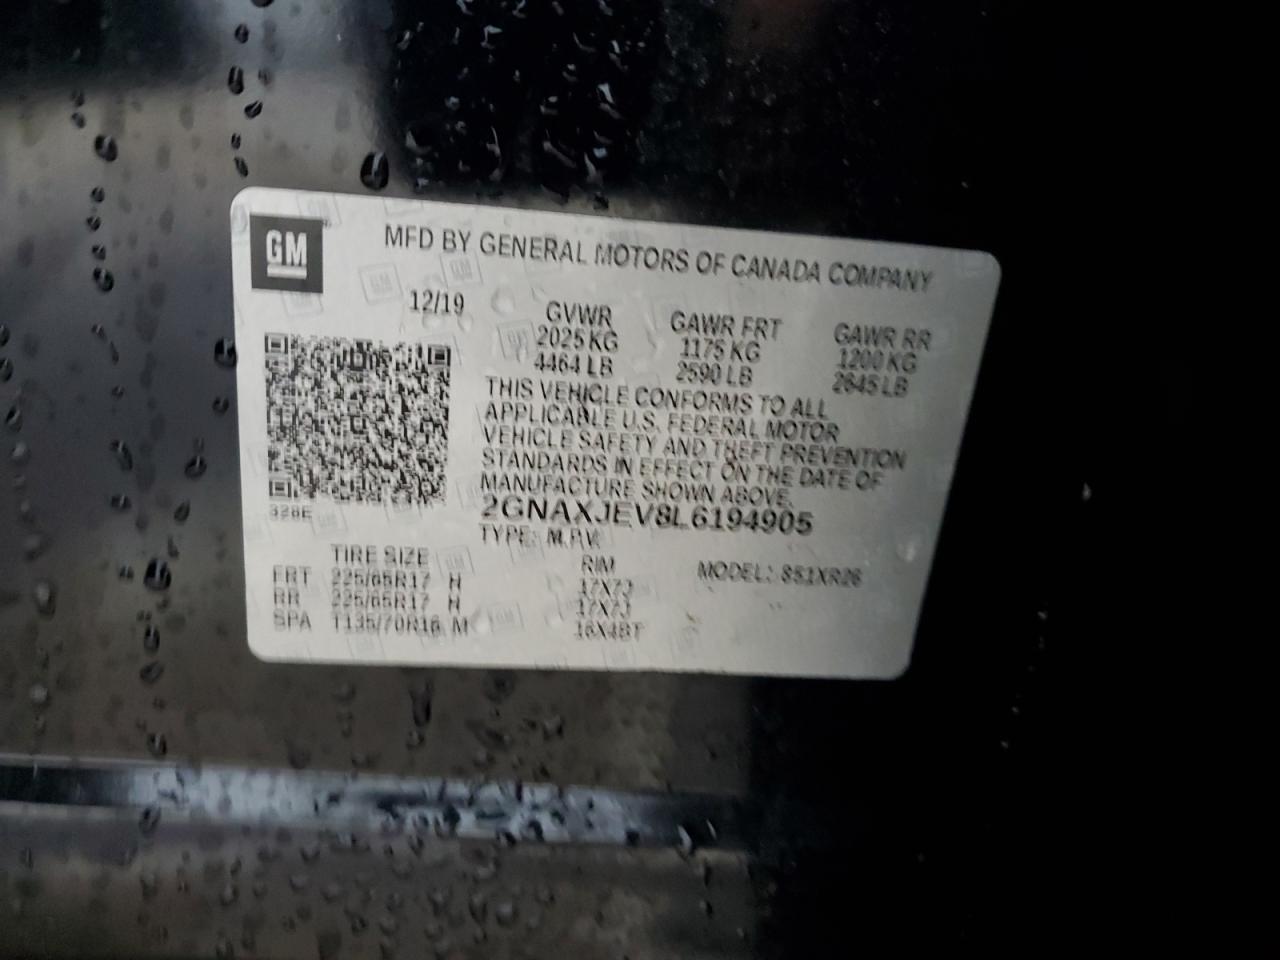 GM
MFD BY GENERAL MOTORS OF CANADA COMPANY
12/19
GVWR GAWR FRT GAWR RR
2025 KG 1175 KG 1200 KG
4464 LB 2590 LB 2645 LB
THIS VEHICLE CONFORMS TO ALL
APPLICABLE U.S. FEDERAL MOTOR
VEHICLE SAFETY AND THEFT PREVENTION
STANDARDS IN EFFECT ON THE DATE OF
MANUFACTURE SHOWN ABOVE.
328E
2GNAXJEV8L6194905
TYPE: M.P.V.
TIRE SIZE RIM MODEL:
FRT 225/65R17 H 17X7J
RR 225/65R17 H 17X7J
SPA T135/70R16 M 16X4BT